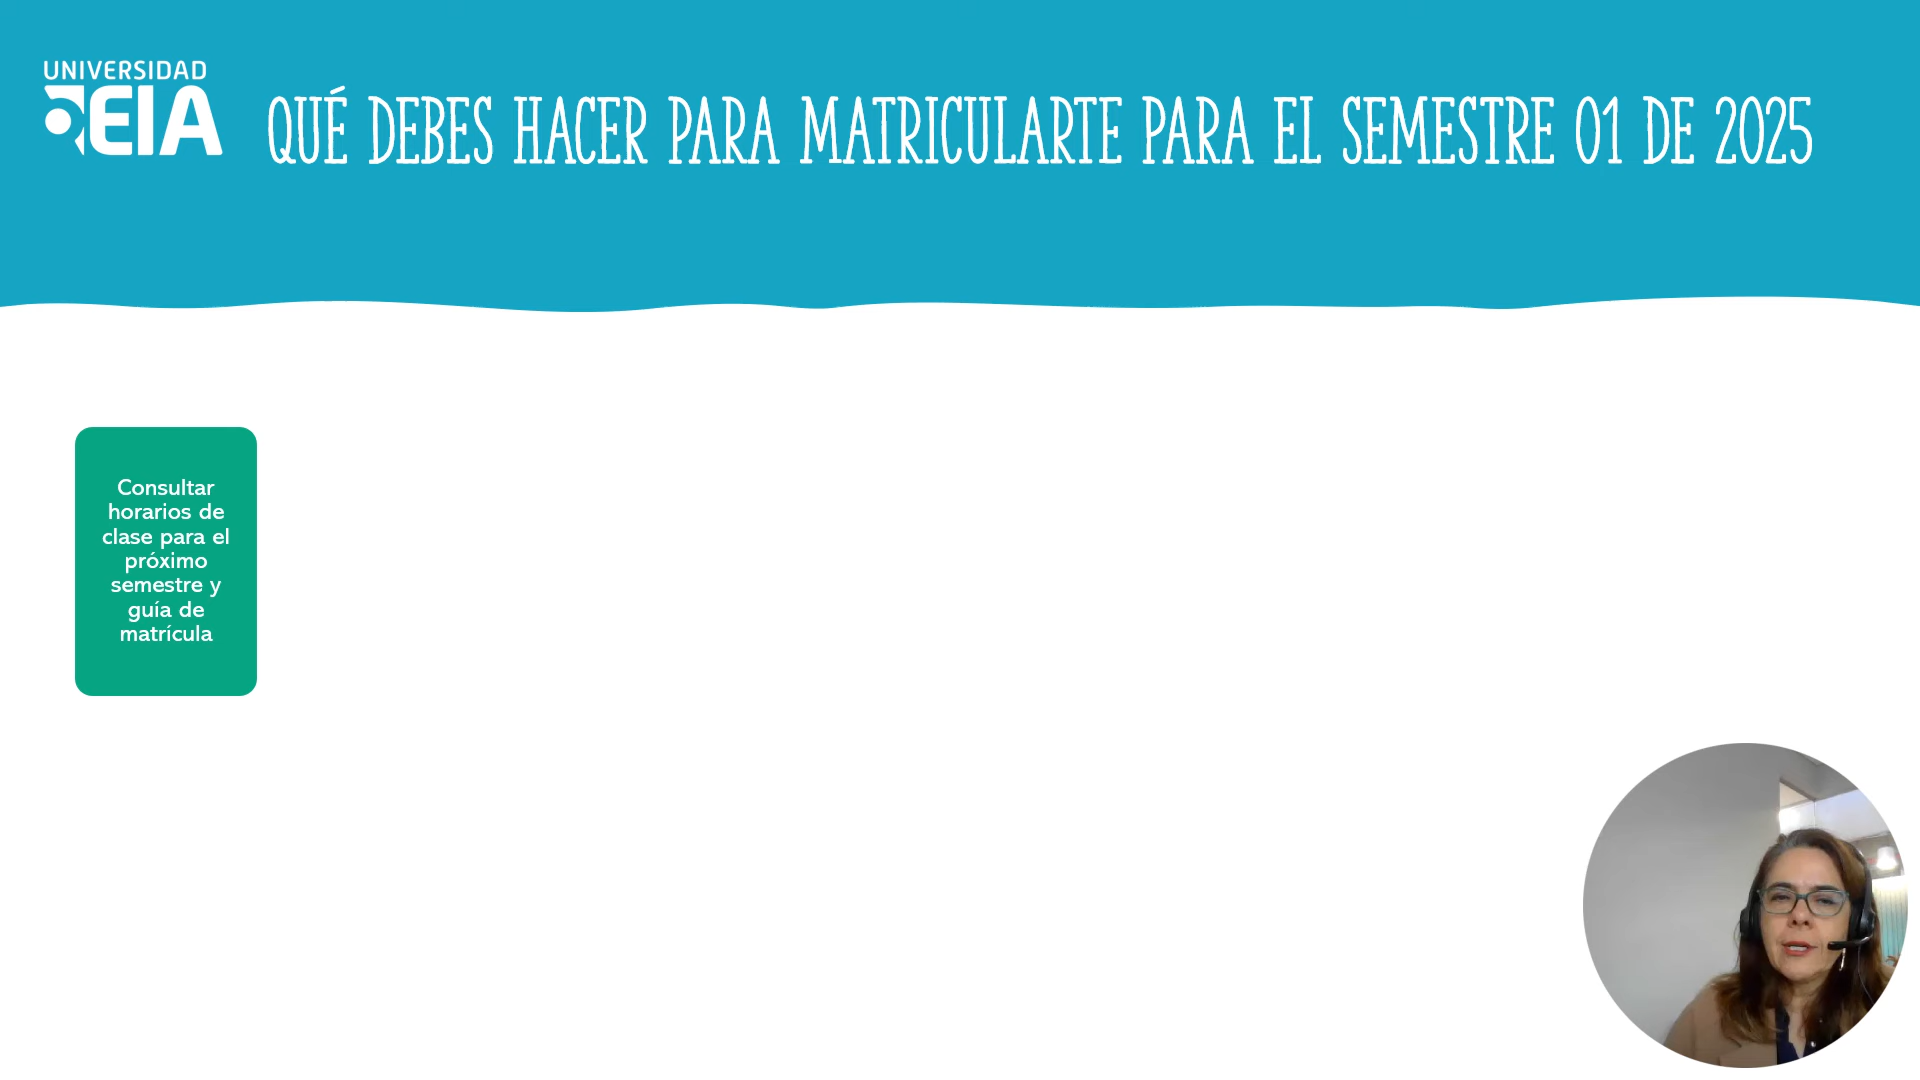 UNIVERSIDAD
EIA
QUÉ DEBES HACER PARA MATRICULARTE PARA EL SEMESTRE 01 DE 2025
Consultar
horarios de
clase para el
próximo
semestre y
guía de
matrícula